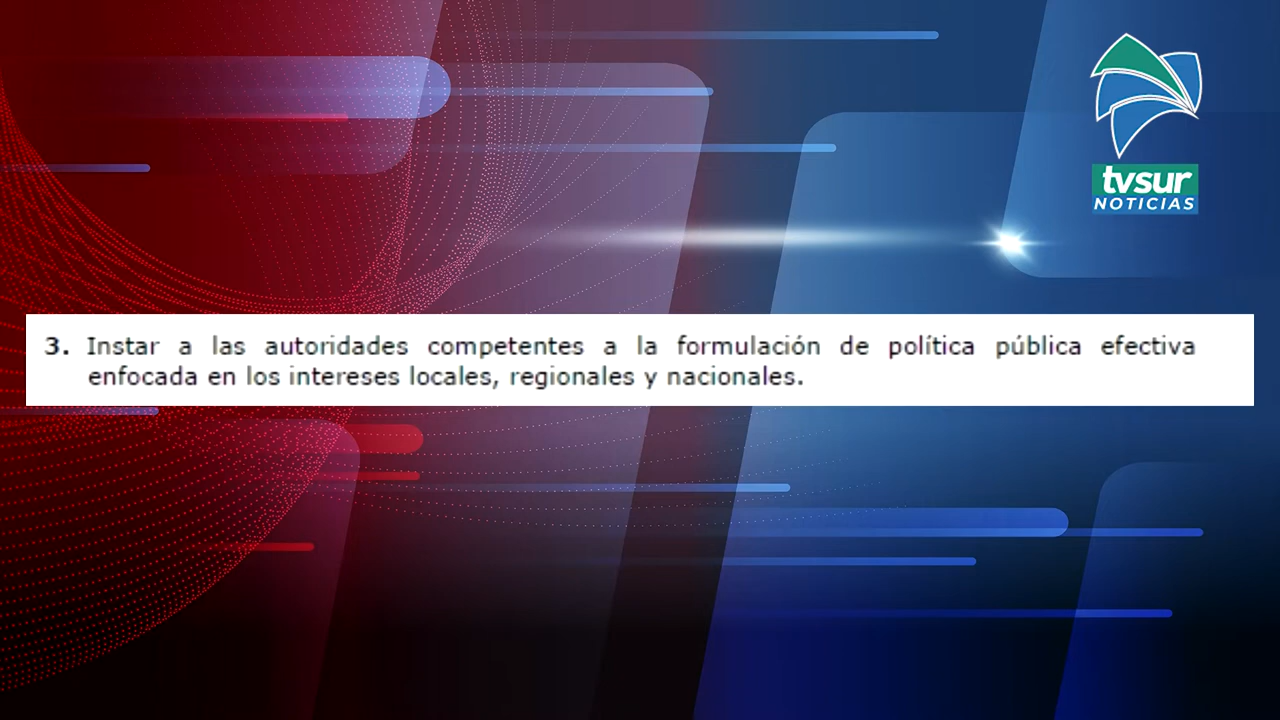 tvsur
NOTICIAS
3. Instar a las autoridades competentes a la formulación de política pública efectiva
enfocada en los intereses locales, regionales y nacionales.